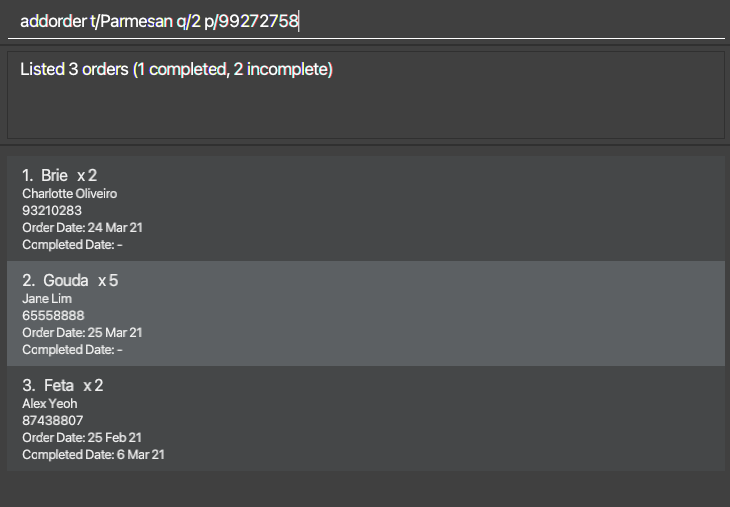 addorder t/Parmesan q/2 p/99272758
Listed 3 orders (1 completed, 2 incomplete)
1. Brie x 2
Charlotte Oliveiro
93210283
Order Date: 24 Mar 21
Completed Date: -
2. Gouda x 5
Jane Lim
65558888
Order Date: 25 Mar 21
Completed Date: -
3. Feta x 2
Alex Yeoh
87438807
Order Date: 25 Feb 21
Completed Date: 6 Mar 21